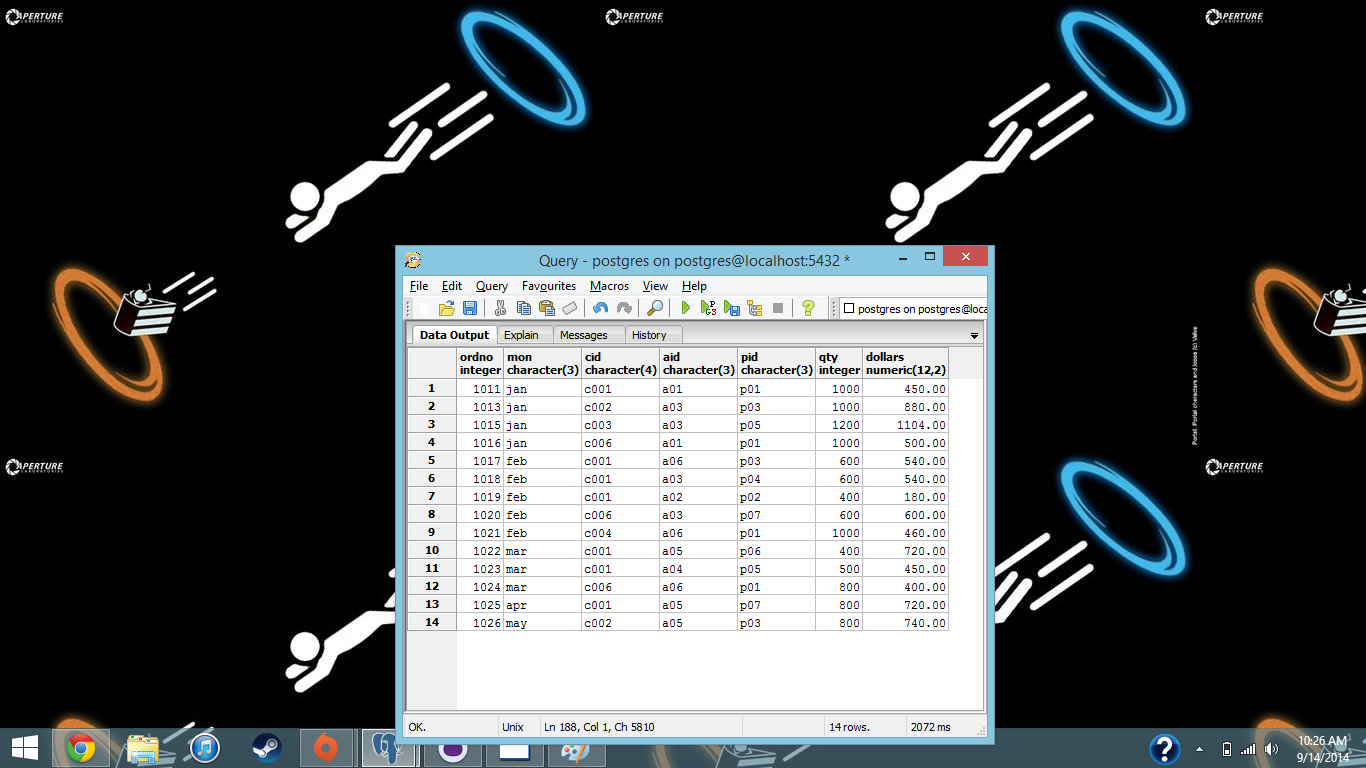 APERTURE
LABORATORIES
APERTURE
LABORATORIES
APERTURE
LABORATORIES
Query - postgres on postgres@localhost:5432 *
File Edit Query Favourites Macros View Help
postgres on postgres@loca
Data Output Explain Messages History
ordno mon cid aid pid qty dollars
integer character(3) character(4) character(3) character(3) integer numeric(12,2)
1 1011 jan c001 a01 p01 1000 450.00
2 1013 jan c002 a03 p03 1000 880.00
3 1015 jan c003 a03 p05 1200 1104.00
4 1016 jan c006 a01 p01 1000 500.00
5 1017 feb c001 a06 p03 600 540.00
6 1018 feb c001 a03 p04 600 540.00
7 1019 feb c001 a02 p02 400 180.00
8 1020 feb c006 a03 p07 600 600.00
9 1021 feb c004 a06 p01 1000 460.00
10 1022 mar c001 a05 p06 400 720.00
11 1023 mar c001 a04 p05 500 450.00
12 1024 mar c006 a06 p01 800 400.00
13 1025 apr c001 a05 p07 800 720.00
14 1026 may c002 a05 p03 800 740.00
Portal, Portal characters and logos (c) Valve
APERTURE
LABORATORIES
APERTURE
LABORATORIES
OK. Unix Ln 188, Col 1, Ch 5810 14 rows. 2072 ms
10:26 AM
9/14/2014